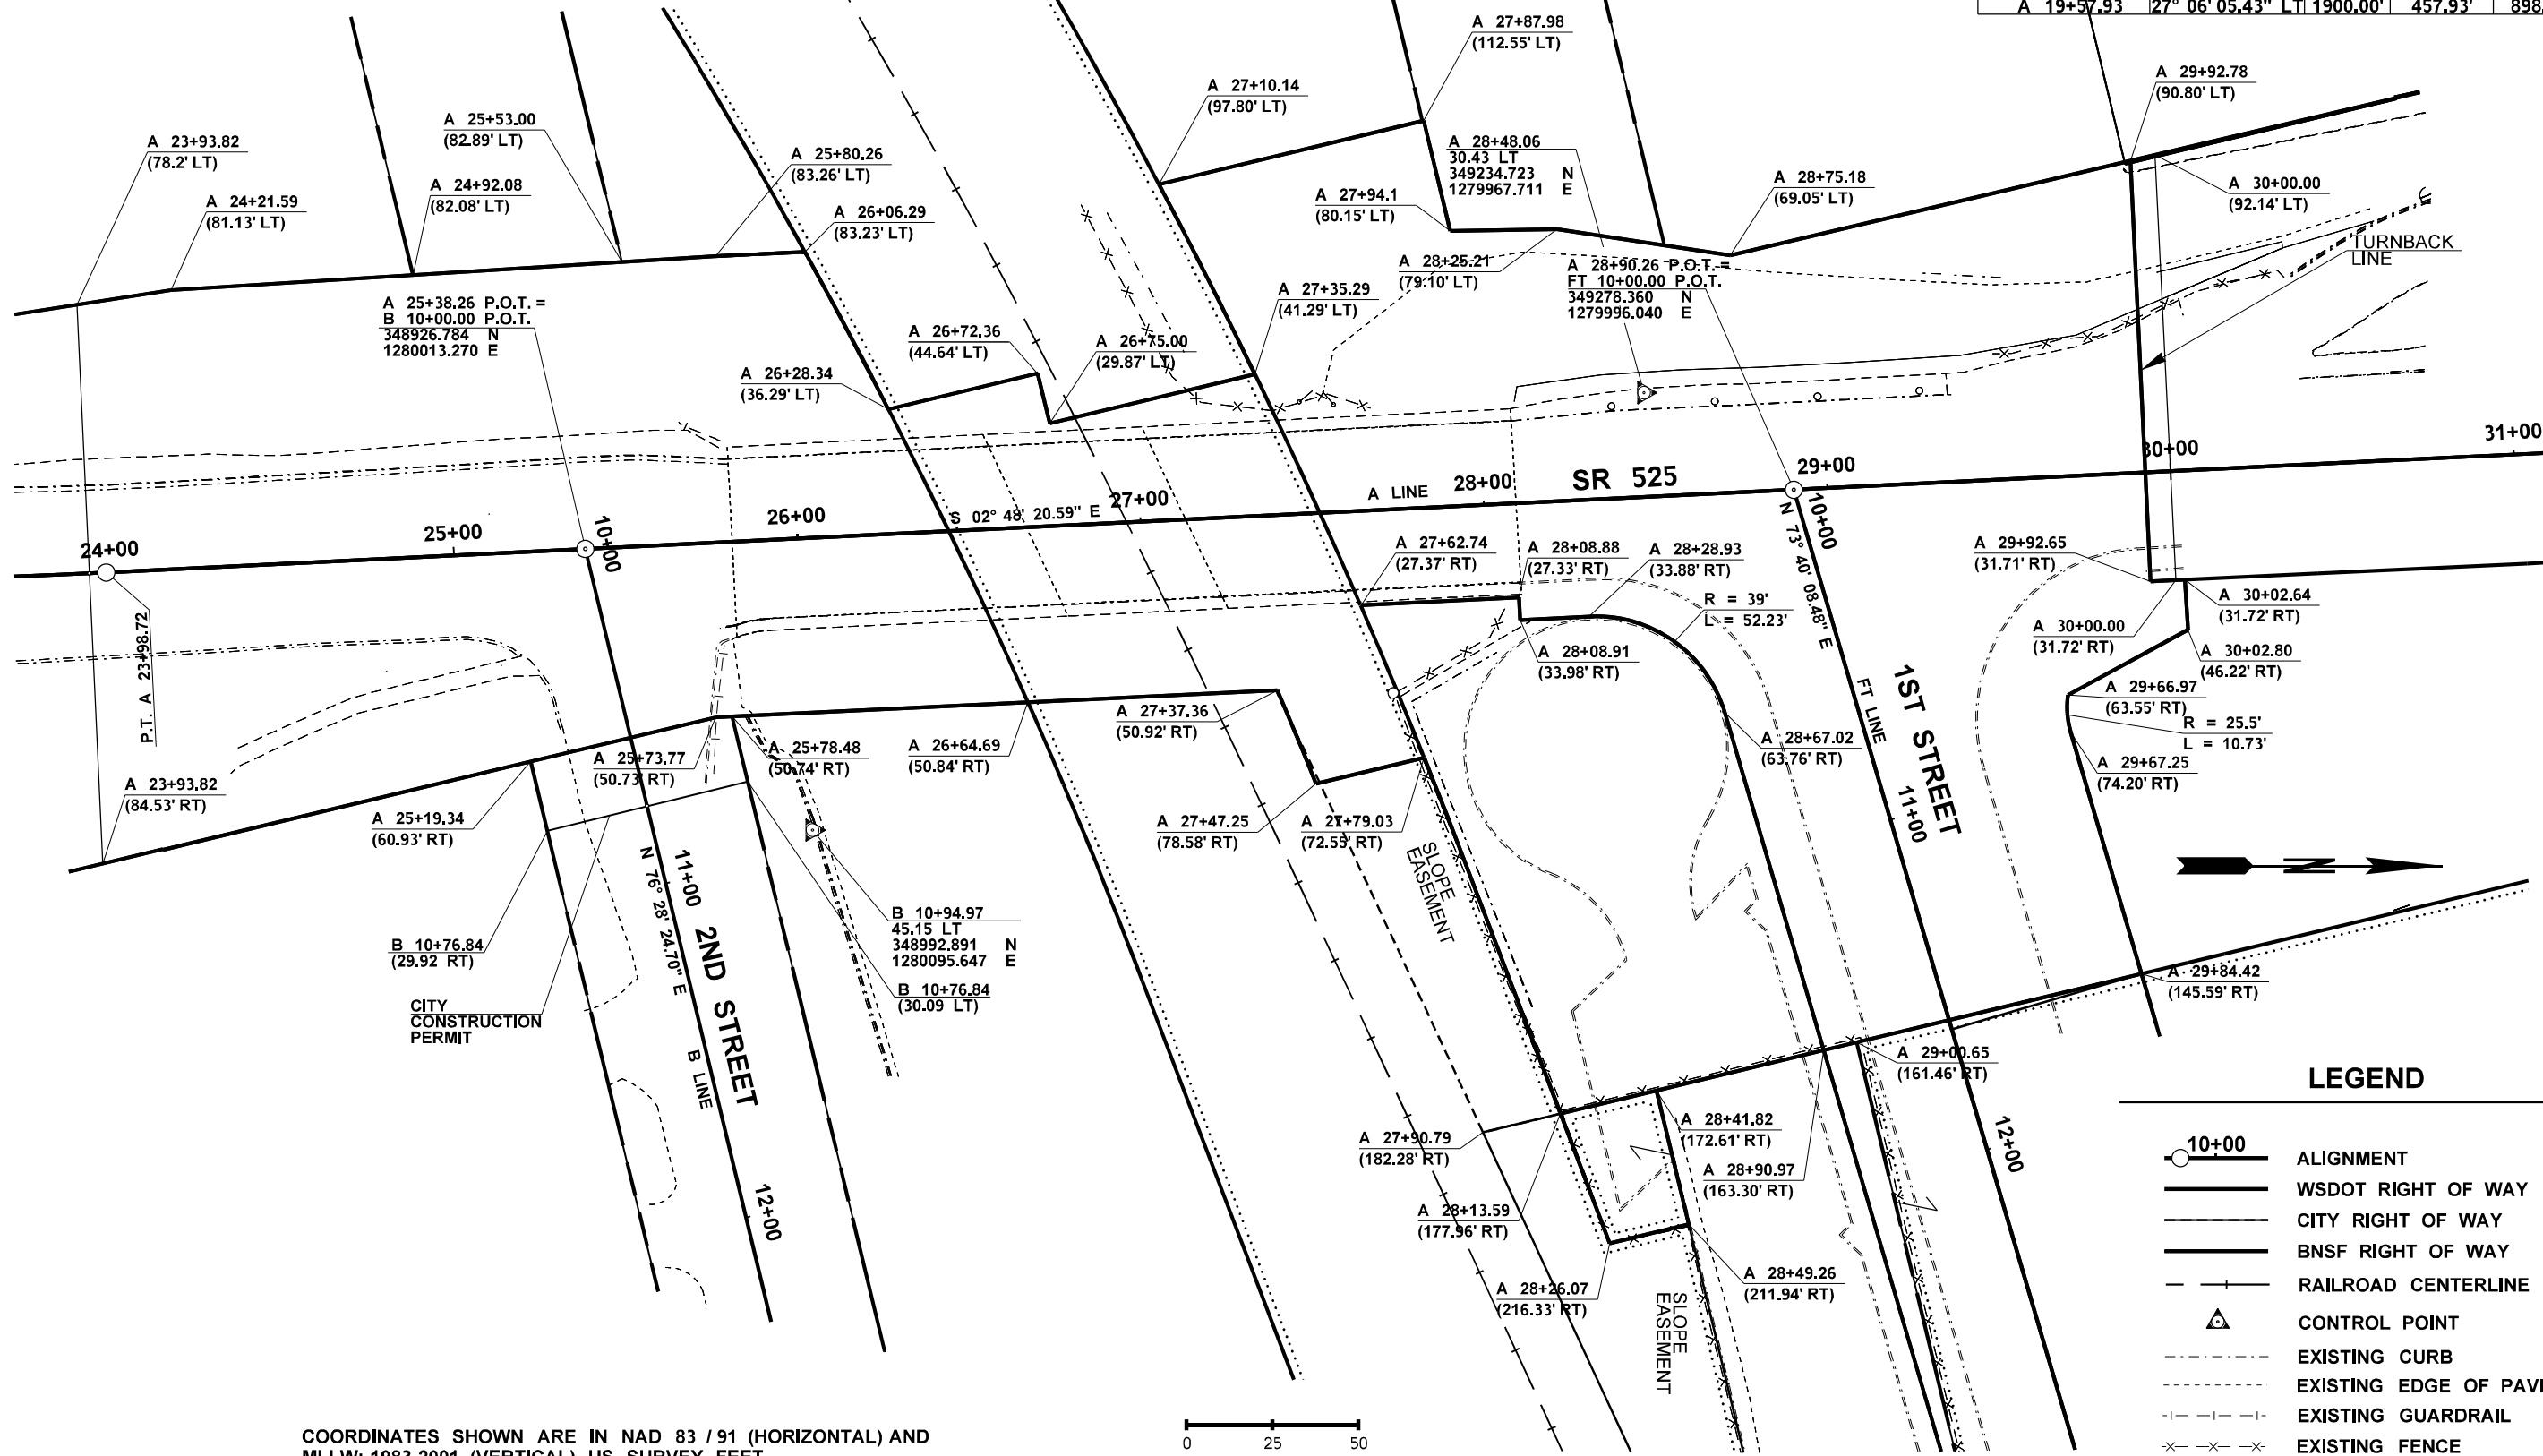 A 19+57.93 27° 06' 05.43" LT 1900.00' 457.93' 898.
A 27+87.98
(112.55' LT)
A 29+92.78
(90.80' LT)
A 27+10.14
(97.80' LT)
A 25+53.00
(82.89' LT)
A 23+93.82
(78.2' LT)
A 25+80.26
(83.26' LT)
A 28+48.06
30.43 LT
349234.723 N
1279967.711 E
A 24+92.08
(82.08' LT)
A 21+21.59
(81.13' LT)
A 27+94.1
(80.15' LT)
A 28+75.18
(69.05' LT)
A 30+00.00
(92.14' LT)
A 26+06.29
(83.23' LT)
TURNBACK
LINE
A 28+25.21
(79.10' LT)
A 28+90.26 P.O.T.=
FT 10+00.00 P.O.T.
349278.360 N
1279996.040 E
A 27+35.29
(41.29' LT)
A 25+38.26 P.O.T. =
B 10+00.00 P.O.T.
348926.784 N
1280013.270 E
A 26+72.36
(44.64' LT)
A 26+75.00
(29.87' LT)
A 26+28.34
(36.29' LT)
24+00
25+00
10+00
26+00
S 02° 48' 20.59" E
27+00
A LINE
28+00
SR 525
29+00
30+00
31+00
10+00
N 73° 40' 08.48" E
A 27+62.74
(27.37' RT)
A 28+08.88
(27.33' RT)
A 28+28.93
(33.88' RT)
A 29+92.65
(31.71' RT)
R = 39'
L = 52.23'
A 30+02.64
(31.72' RT)
A 30+00.00
(31.72' RT)
A 28+08.91
(33.98' RT)
A 30+02.80
(46.22' RT)
P.T. A 23+98.72
FT LINE
1ST STREET
A 29+66.97
(63.55' RT)
R = 25.5'
L = 10.73'
A 27+37.36
(50.92' RT)
A 28+67.02
(63.76' RT)
A 25+73.77
(50.73' RT)
A 25+78.48
(50.74' RT)
A 26+64.69
(50.84' RT)
A 29+67.25
(74.20' RT)
A 23+93.82
(84.53' RT)
11+00
A 25+19.34
(60.93' RT)
A 27+47.25
(78.58' RT)
A 27+79.03
(72.55' RT)
SLOPE
EASEMENT
N
N 76° 28' 24.70" E
11+00
2ND STREET
B LINE
B 10+94.97
45.15 LT
348992.891 N
1280095.647 E
B 10+76.84
(29.92 RT)
B 10+76.84
(30.09 LT)
CITY
CONSTRUCTION
PERMIT
A 29+84.42
(145.59' RT)
A 29+00.65
(161.46' RT)
A 28+41.82
(172.61' RT)
A 27+90.79
(182.28' RT)
A 28+90.97
(163.30' RT)
12+00
A 28+13.59
(177.96' RT)
12+00
A 28+26.07
(216.33' RT)
A 28+49.26
(211.94' RT)
SLOPE
EASEMENT
LEGEND
10+00 ALIGNMENT
WSDOT RIGHT OF WAY
CITY RIGHT OF WAY
BNSF RIGHT OF WAY
RAILROAD CENTERLINE
CONTROL POINT
EXISTING CURB
EXISTING EDGE OF PAV
EXISTING GUARDRAIL
EXISTING FENCE
COORDINATES SHOWN ARE IN NAD 83 / 91 (HORIZONTAL) AND
MLLW: 1983-2001 (VERTICAL) US SURVEY FEET
0 25 50